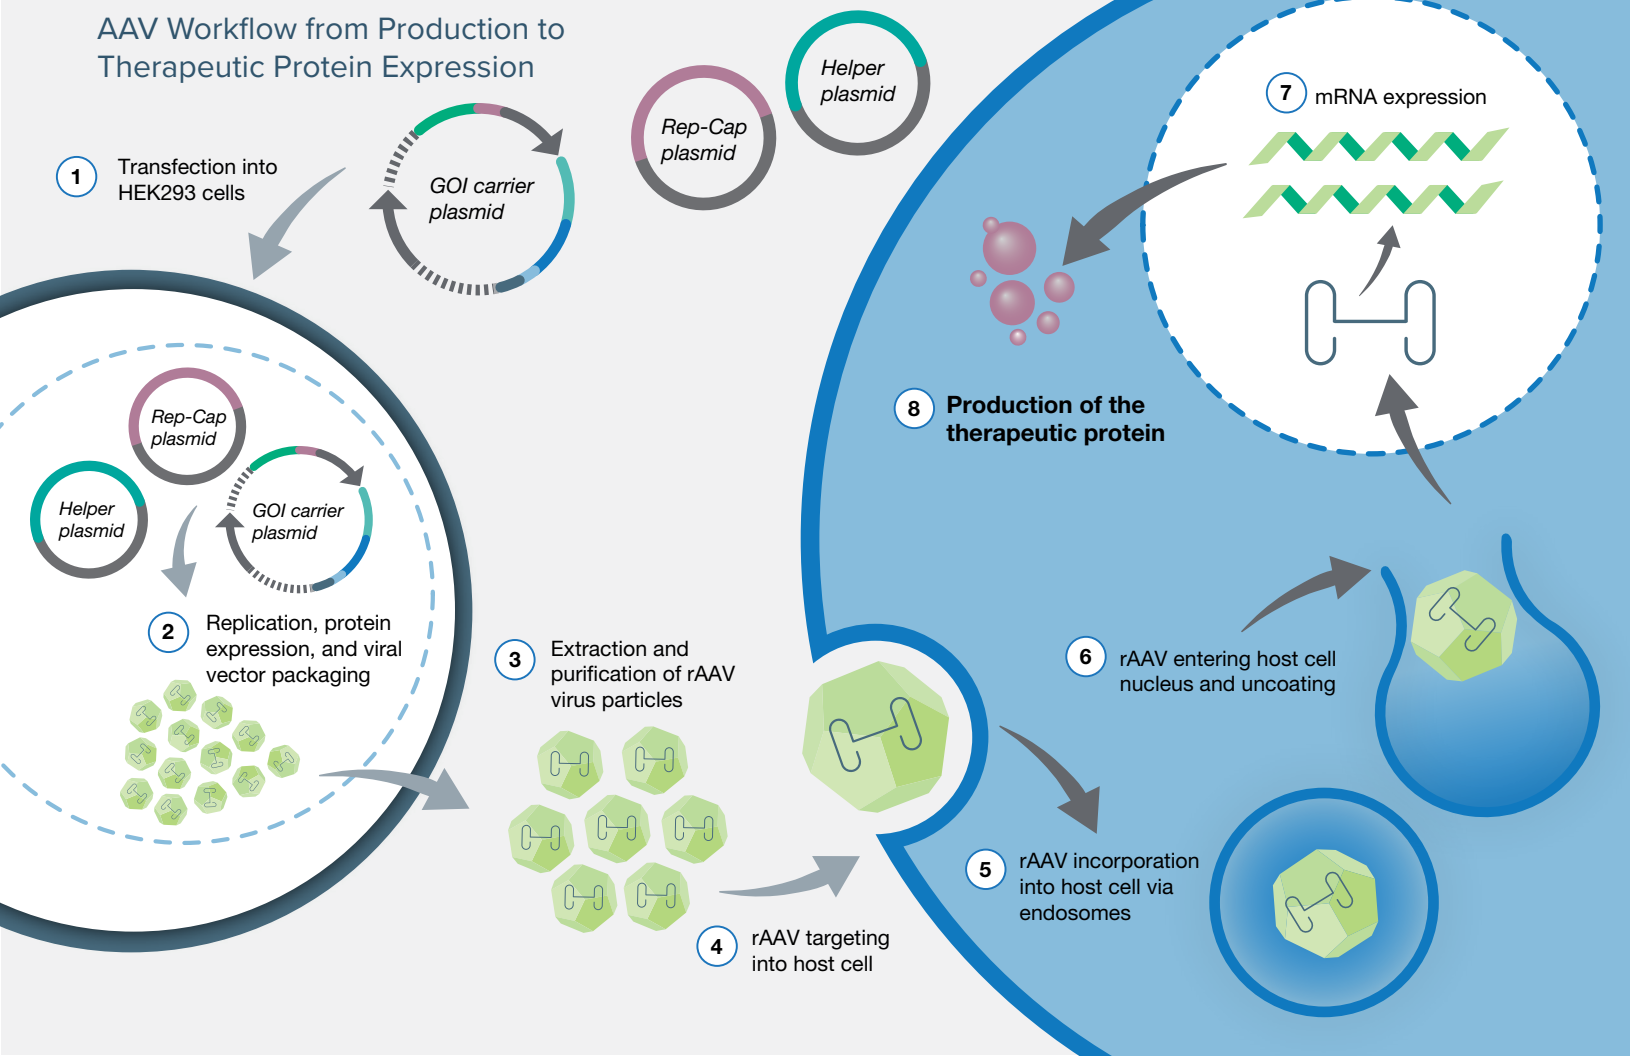 AAV Workflow from Production to
Therapeutic Protein Expression
1
Transfection into
HEK293 cells
GOI carrier
plasmid
Rep-Cap
plasmid
Helper
plasmid
Rep-Cap
plasmid
Helper
plasmid
GOI carrier
plasmid
2
Replication, protein
expression, and viral
vector packaging
3
Extraction and
purification of rAAV
virus particles
4
rAAV targeting
into host cell
5
rAAV incorporation
into host cell via
endosomes
6
rAAV entering host cell
nucleus and uncoating
7
mRNA expression
8
Production of the
therapeutic protein